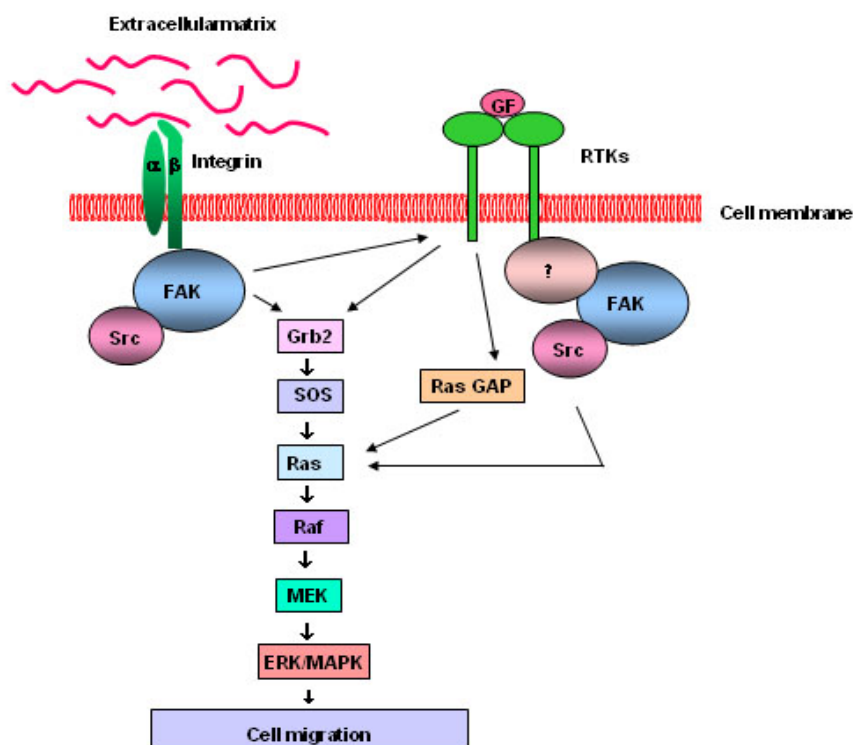 Extracellularmatrix
GF
α
β
Integrin
RTKs
Cell membrane
FAK
Src
?
FAK
Src
Grb2
SOS
Ras GAP
Ras
Raf
MEK
ERK/MAPK
Cell migration